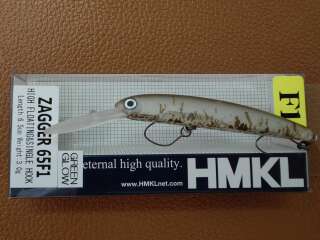 ZAGGER 65F1
HIGH FLOATING&SINGLE HOOK
Length 6.5cm Weight 3.0g
GREEN
GLOW
F1
eternal high quality.
www.HMKLnet.com
HMKL